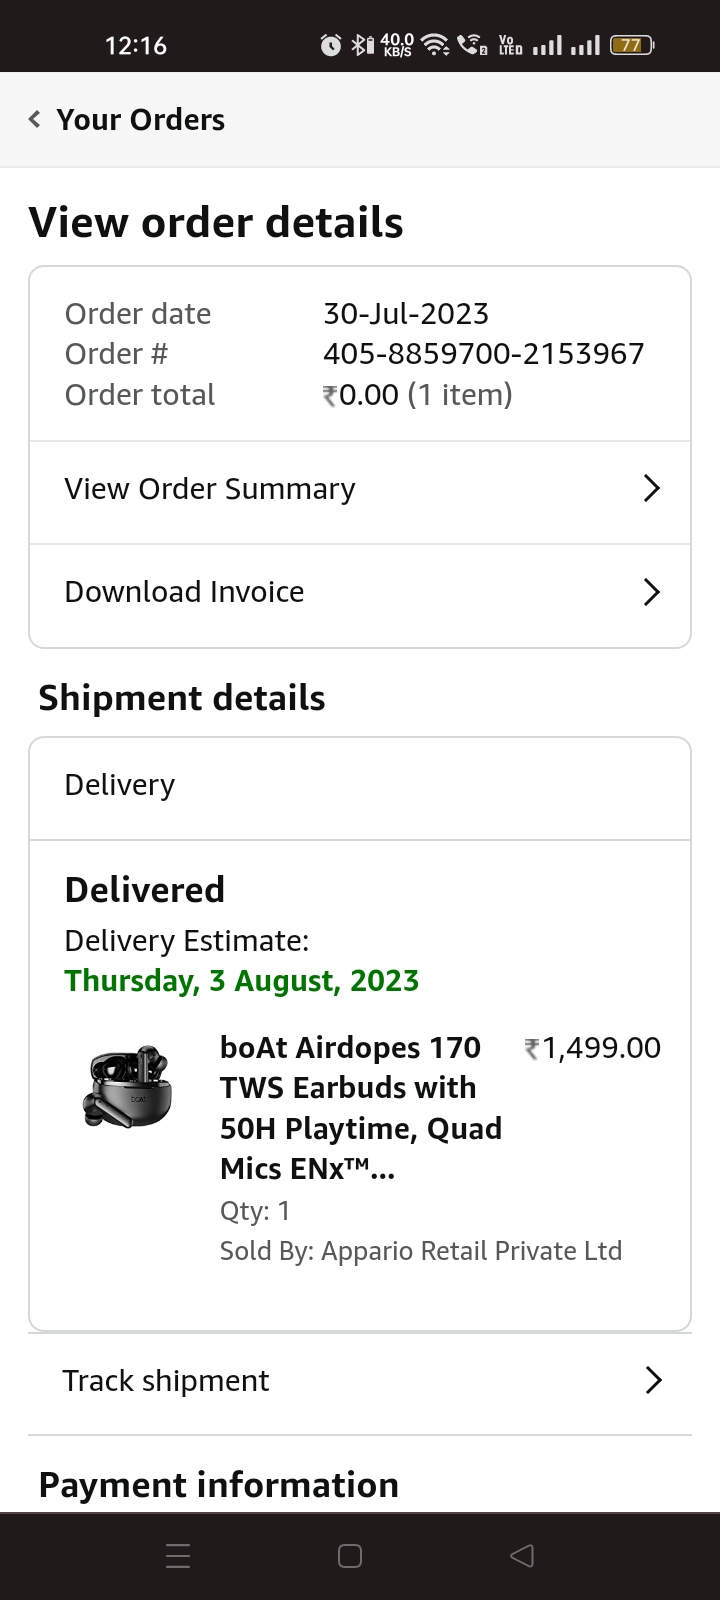 12:16
40.0
KB/S
2
Vo
LTED
77
Your Orders
View order details
Order date 30-Jul-2023
Order # 405-8859700-2153967
Order total ₹0.00 (1 item)
View Order Summary
Download Invoice
Shipment details
Delivery
Delivered
Delivery Estimate:
Thursday, 3 August, 2023
boAt Airdopes 170 ₹1,499.00
TWS Earbuds with
50H Playtime, Quad
Mics ENx™...
Qty: 1
Sold By: Appario Retail Private Ltd
boAt
Track shipment
Payment information